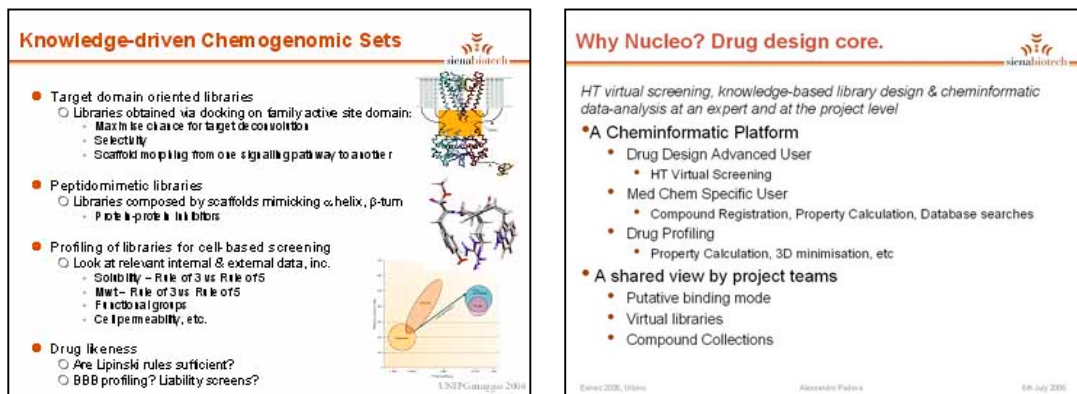 Knowledge-driven Chemogenomic Sets
sienabiotech
Target domain oriented libraries
Libraries obtained via docking on family active site domain:
Maximise chance for target deconvolution
Selectivity
Scaffold morphing from one signalling pathway to another
Peptidomimetic libraries
Libraries composed by scaffolds mimicking α helix, β-turn
Protein-protein Inhibitors
Profiling of libraries for cell-based screening
Look at relevant internal & external data, inc.
Solubility – Rule of 3 vs Rule of 5
Mwt – Rule of 3 vs Rule of 5
Functional groups
Cell permeability, etc.
Drug likeness
Are Lipinski rules sufficient?
BBB profiling? Liability screens?
UNIPG maggio 2006
Why Nucleo? Drug design core.
sienabiotech
HT virtual screening, knowledge-based library design & cheminformatic
data-analysis at an expert and at the project level
A Cheminformatic Platform
Drug Design Advanced User
HT Virtual Screening
Med Chem Specific User
Compound Registration, Property Calculation, Database searches
Drug Profiling
Property Calculation, 3D minimisation, etc
A shared view by project teams
Putative binding mode
Virtual libraries
Compound Collections
2006, Urbino
Alessandro Padova
6th July 2006